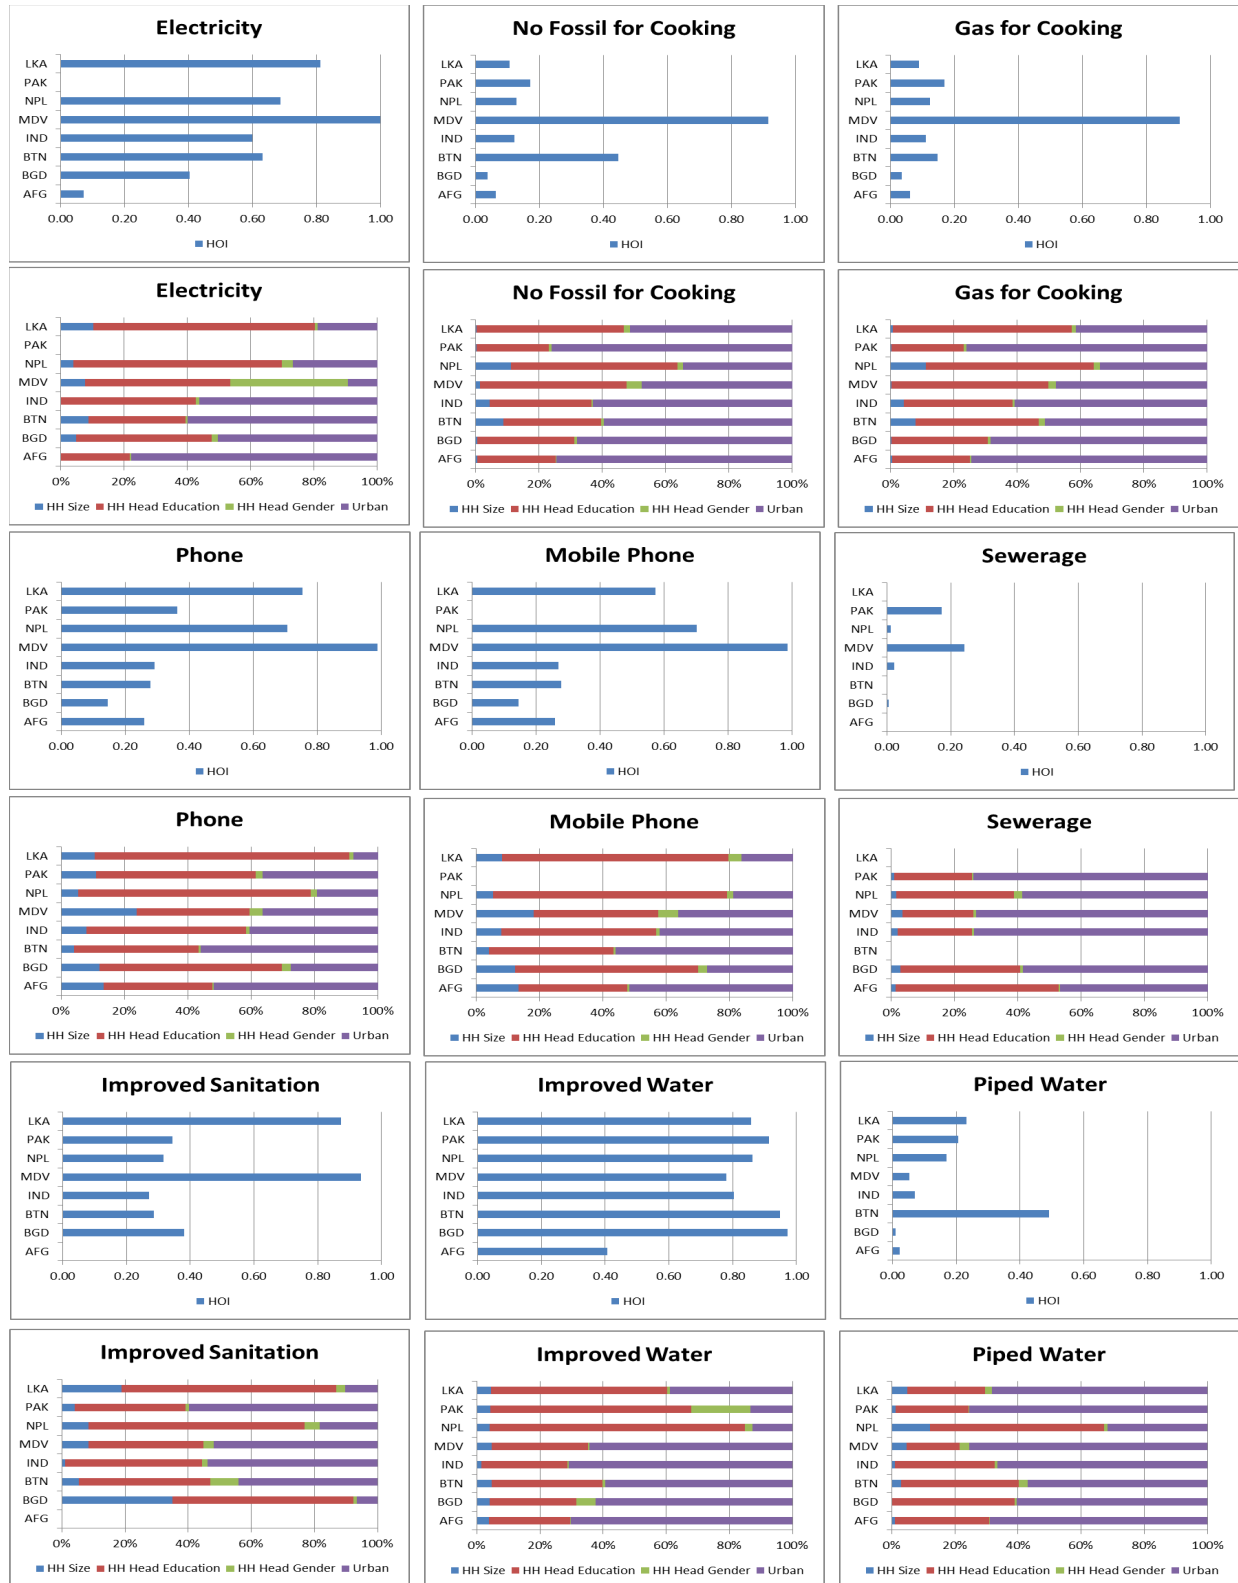 Electricity
LKA
PAK
NPL
MDV
IND
BTN
BGD
AFG
0.00 0.20 0.40 0.60 0.80 1.00
HOI
No Fossil for Cooking
LKA
PAK
NPL
MDV
IND
BTN
BGD
AFG
0.00 0.20 0.40 0.60 0.80 1.00
HOI
Gas for Cooking
LKA
PAK
NPL
MDV
IND
BTN
BGD
AFG
0.00 0.20 0.40 0.60 0.80 1.00
HOI
Electricity
LKA
PAK
NPL
MDV
IND
BTN
BGD
AFG
0% 20% 40% 60% 80% 100%
HH Size HH Head Education HH Head Gender Urban
No Fossil for Cooking
LKA
PAK
NPL
MDV
IND
BTN
BGD
AFG
0% 20% 40% 60% 80% 100%
HH Size HH Head Education HH Head Gender Urban
Gas for Cooking
LKA
PAK
NPL
MDV
IND
BTN
BGD
AFG
0% 20% 40% 60% 80% 100%
HH Size HH Head Education HH Head Gender Urban
Phone
LKA
PAK
NPL
MDV
IND
BTN
BGD
AFG
0.00 0.20 0.40 0.60 0.80 1.00
HOI
Mobile Phone
LKA
PAK
NPL
MDV
IND
BTN
BGD
AFG
0.00 0.20 0.40 0.60 0.80 1.00
HOI
Sewerage
LKA
PAK
NPL
MDV
IND
BTN
BGD
AFG
0.00 0.20 0.40 0.60 0.80 1.00
HOI
Phone
LKA
PAK
NPL
MDV
IND
BTN
BGD
AFG
0% 20% 40% 60% 80% 100%
HH Size HH Head Education HH Head Gender Urban
Mobile Phone
LKA
PAK
NPL
MDV
IND
BTN
BGD
AFG
0% 20% 40% 60% 80% 100%
HH Size HH Head Education HH Head Gender Urban
Sewerage
LKA
PAK
NPL
MDV
IND
BTN
BGD
AFG
0% 20% 40% 60% 80% 100%
HH Size HH Head Education HH Head Gender Urban
Improved Sanitation
LKA
PAK
NPL
MDV
IND
BTN
BGD
AFG
0.00 0.20 0.40 0.60 0.80 1.00
HOI
Improved Water
LKA
PAK
NPL
MDV
IND
BTN
BGD
AFG
0.00 0.20 0.40 0.60 0.80 1.00
HOI
Piped Water
LKA
PAK
NPL
MDV
IND
BTN
BGD
AFG
0.00 0.20 0.40 0.60 0.80 1.00
HOI
Improved Sanitation
LKA
PAK
NPL
MDV
IND
BTN
BGD
AFG
0% 20% 40% 60% 80% 100%
HH Size HH Head Education HH Head Gender Urban
Improved Water
LKA
PAK
NPL
MDV
IND
BTN
BGD
AFG
0% 20% 40% 60% 80% 100%
HH Size HH Head Education HH Head Gender Urban
Piped Water
LKA
PAK
NPL
MDV
IND
BTN
BGD
AFG
0% 20% 40% 60% 80% 100%
HH Size HH Head Education HH Head Gender Urban